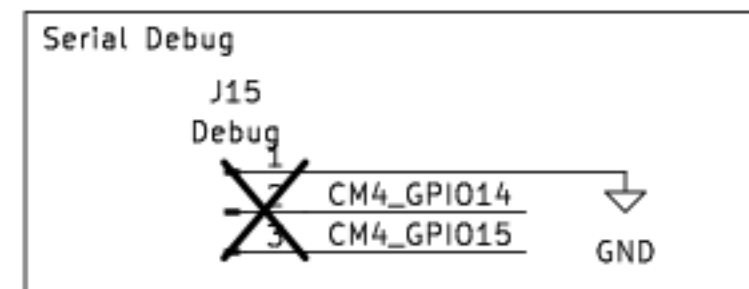 Serial Debug
J15
Debug
1
2 CM4_GPIO14
3 CM4_GPIO15
GND